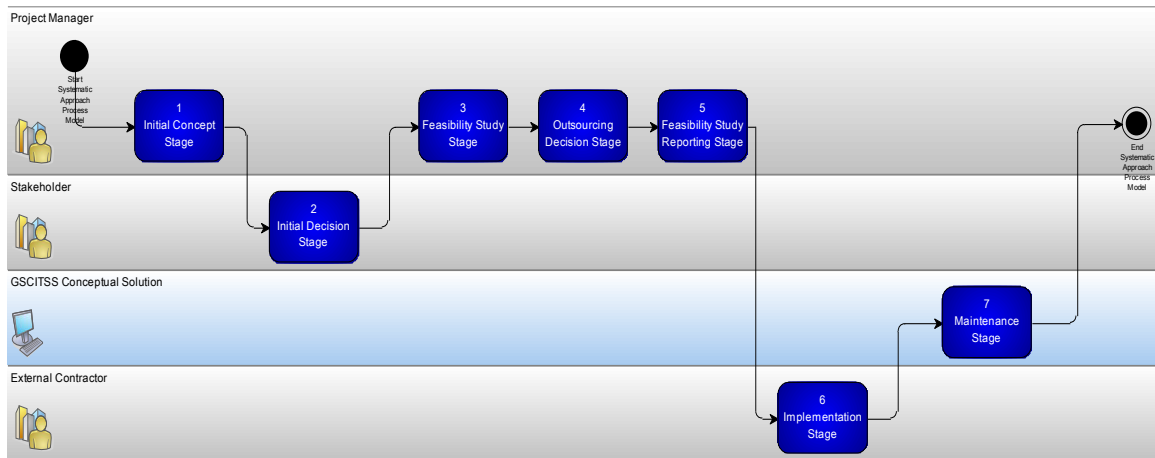 Project Manager
Start
Systematic
Approach
Process
Model
1
Initial Concept
Stage
3
Feasibility Study
Stage
4
Outsourcing
Decision Stage
5
Feasibility Study
Reporting Stage
End
Systematic
Approach
Process
Model
Stakeholder
2
Initial Decision
Stage
GSCITSS Conceptual Solution
7
Maintenance
Stage
External Contractor
6
Implementation
Stage